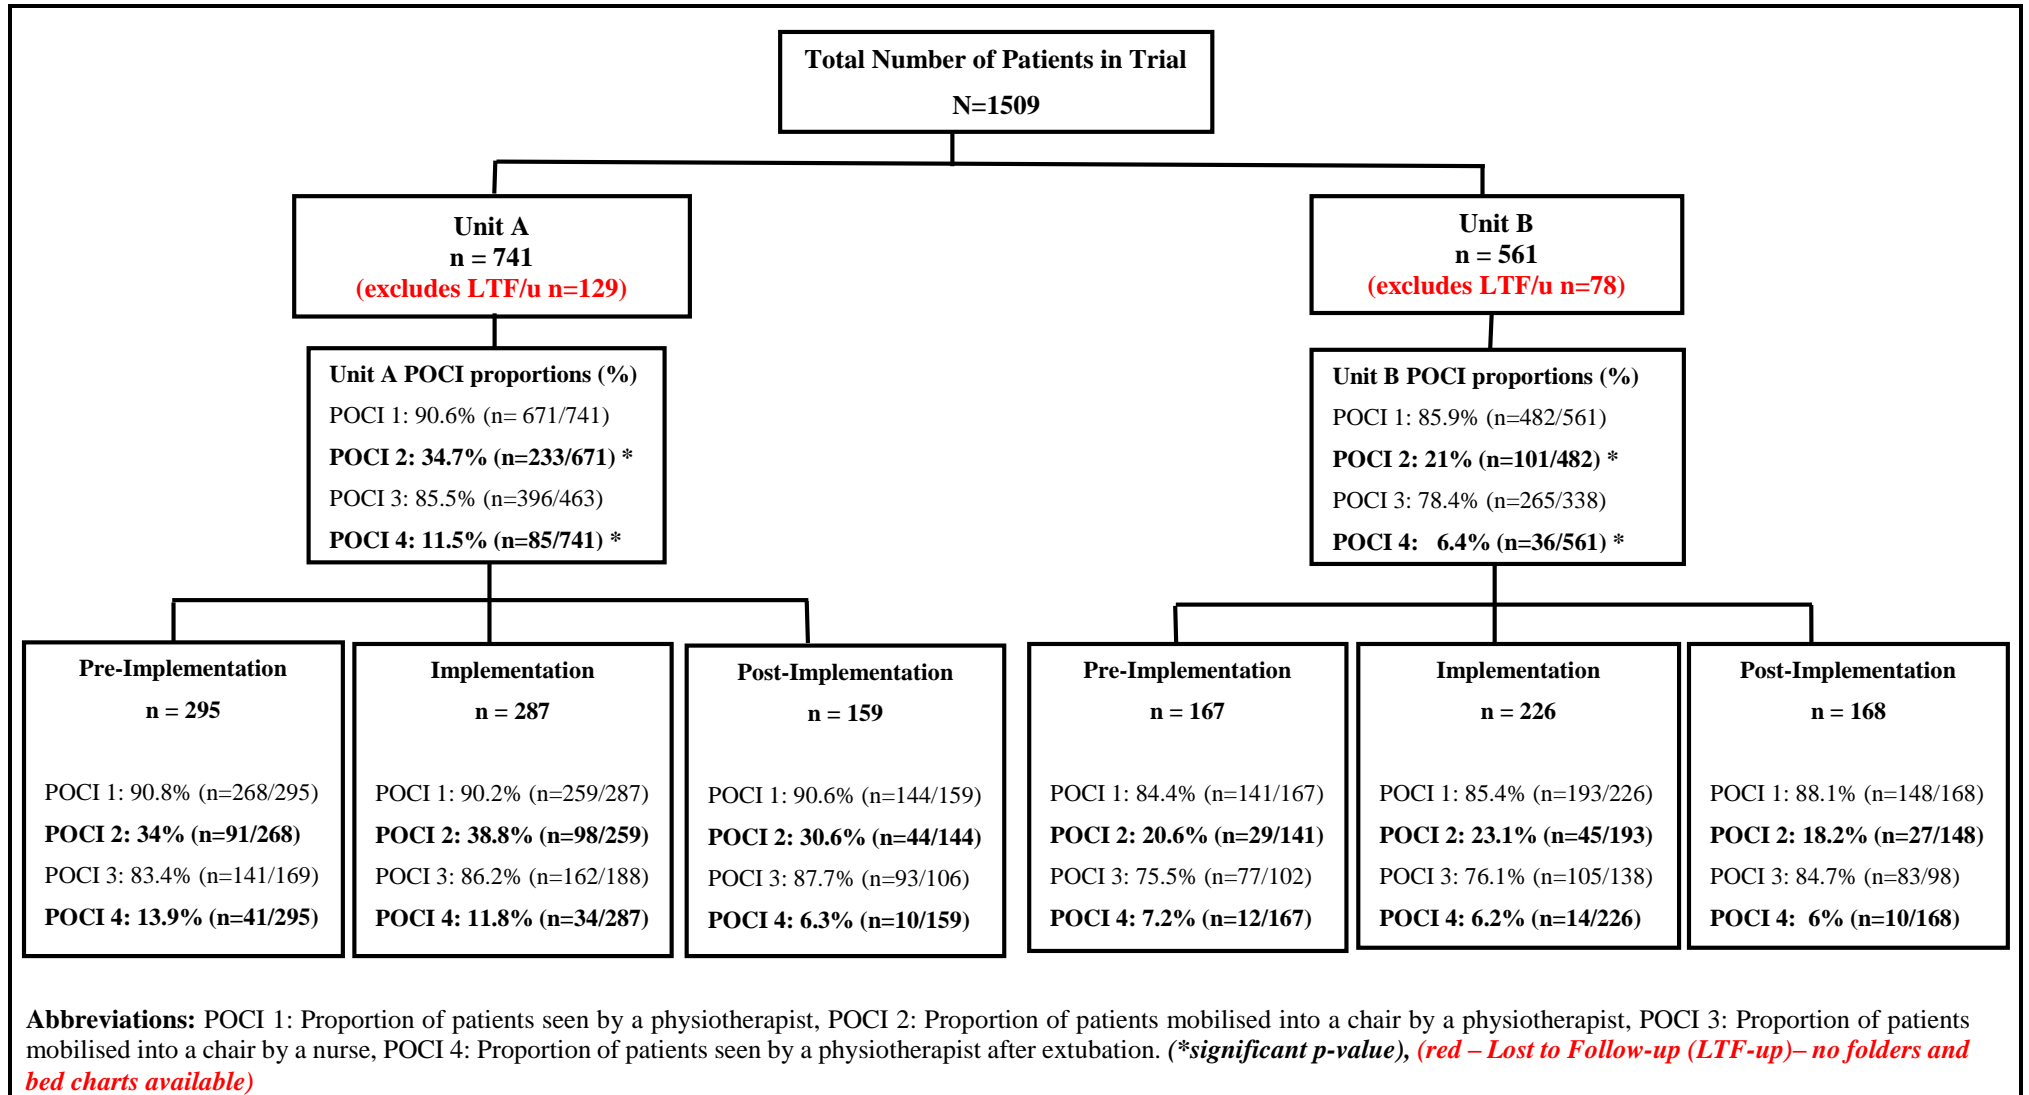 Total Number of Patients in Trial
N=1509
Unit A
n = 741
(excludes LTF/u n=129)
Unit B
n = 561
(excludes LTF/u n=78)
Unit A POCI proportions (%)
POCI 1: 90.6% (n= 671/741)
POCI 2: 34.7% (n=233/671) *
POCI 3: 85.5% (n=396/463)
POCI 4: 11.5% (n=85/741) *
Unit B POCI proportions (%)
POCI 1: 85.9% (n=482/561)
POCI 2: 21% (n=101/482) *
POCI 3: 78.4% (n=265/338)
POCI 4: 6.4% (n=36/561) *
Pre-Implementation
n = 295
POCI 1: 90.8% (n=268/295)
POCI 2: 34% (n=91/268)
POCI 3: 83.4% (n=141/169)
POCI 4: 13.9% (n=41/295)
Implementation
n = 287
POCI 1: 90.2% (n=259/287)
POCI 2: 38.8% (n=98/259)
POCI 3: 86.2% (n=162/188)
POCI 4: 11.8% (n=34/287)
Post-Implementation
n = 159
POCI 1: 90.6% (n=144/159)
POCI 2: 30.6% (n=44/144)
POCI 3: 87.7% (n=93/106)
POCI 4: 6.3% (n=10/159)
Pre-Implementation
n = 167
POCI 1: 84.4% (n=141/167)
POCI 2: 20.6% (n=29/141)
POCI 3: 75.5% (n=77/102)
POCI 4: 7.2% (n=12/167)
Implementation
n = 226
POCI 1: 85.4% (n=193/226)
POCI 2: 23.1% (n=45/193)
POCI 3: 76.1% (n=105/138)
POCI 4: 6.2% (n=14/226)
Post-Implementation
n = 168
POCI 1: 88.1% (n=148/168)
POCI 2: 18.2% (n=27/148)
POCI 3: 84.7% (n=83/98)
POCI 4: 6% (n=10/168)
Abbreviations: POCI 1: Proportion of patients seen by a physiotherapist, POCI 2: Proportion of patients mobilised into a chair by a physiotherapist, POCI 3: Proportion of patients
mobilised into a chair by a nurse, POCI 4: Proportion of patients seen by a physiotherapist after extubation. (*significant p-value), (red – Lost to Follow-up (LTF-up)– no folders and
bed charts available)